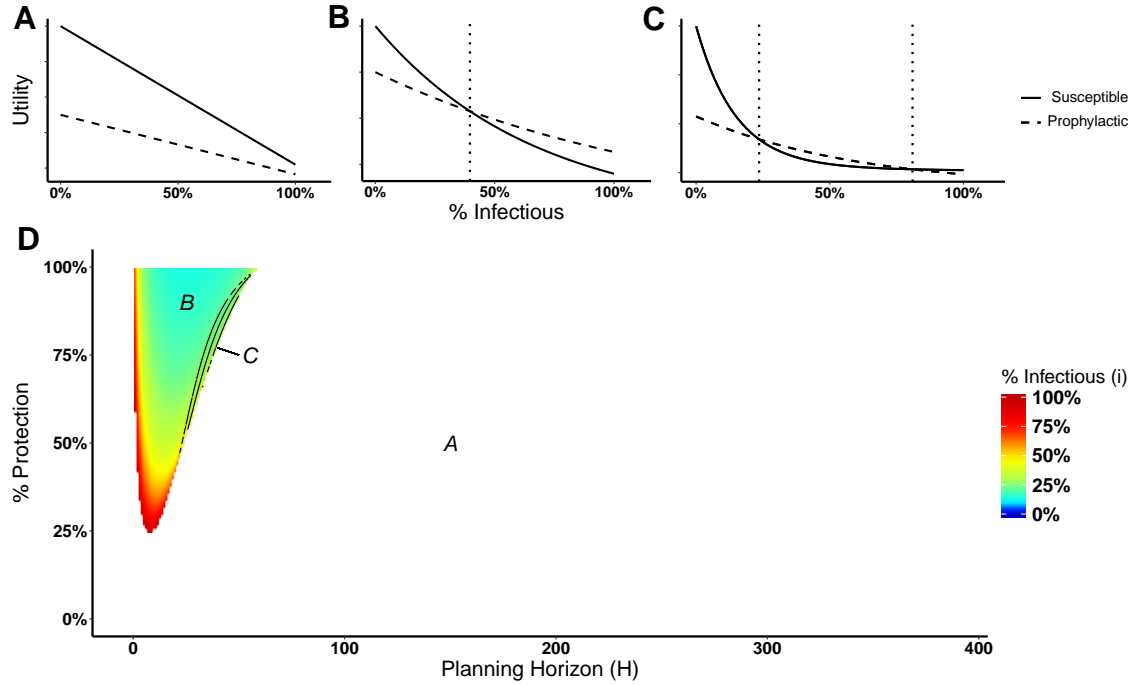 A
B
C
Utility
0%
50%
100%
0%
50%
100%
0%
50%
100%
% Infectious
Susceptible
Prophylactic
D
100%
75%
50%
25%
0%
% Protection
B
C
A
0
100
200
300
400
Planning Horizon (H)
% Infectious (i)
100%
75%
50%
25%
0%